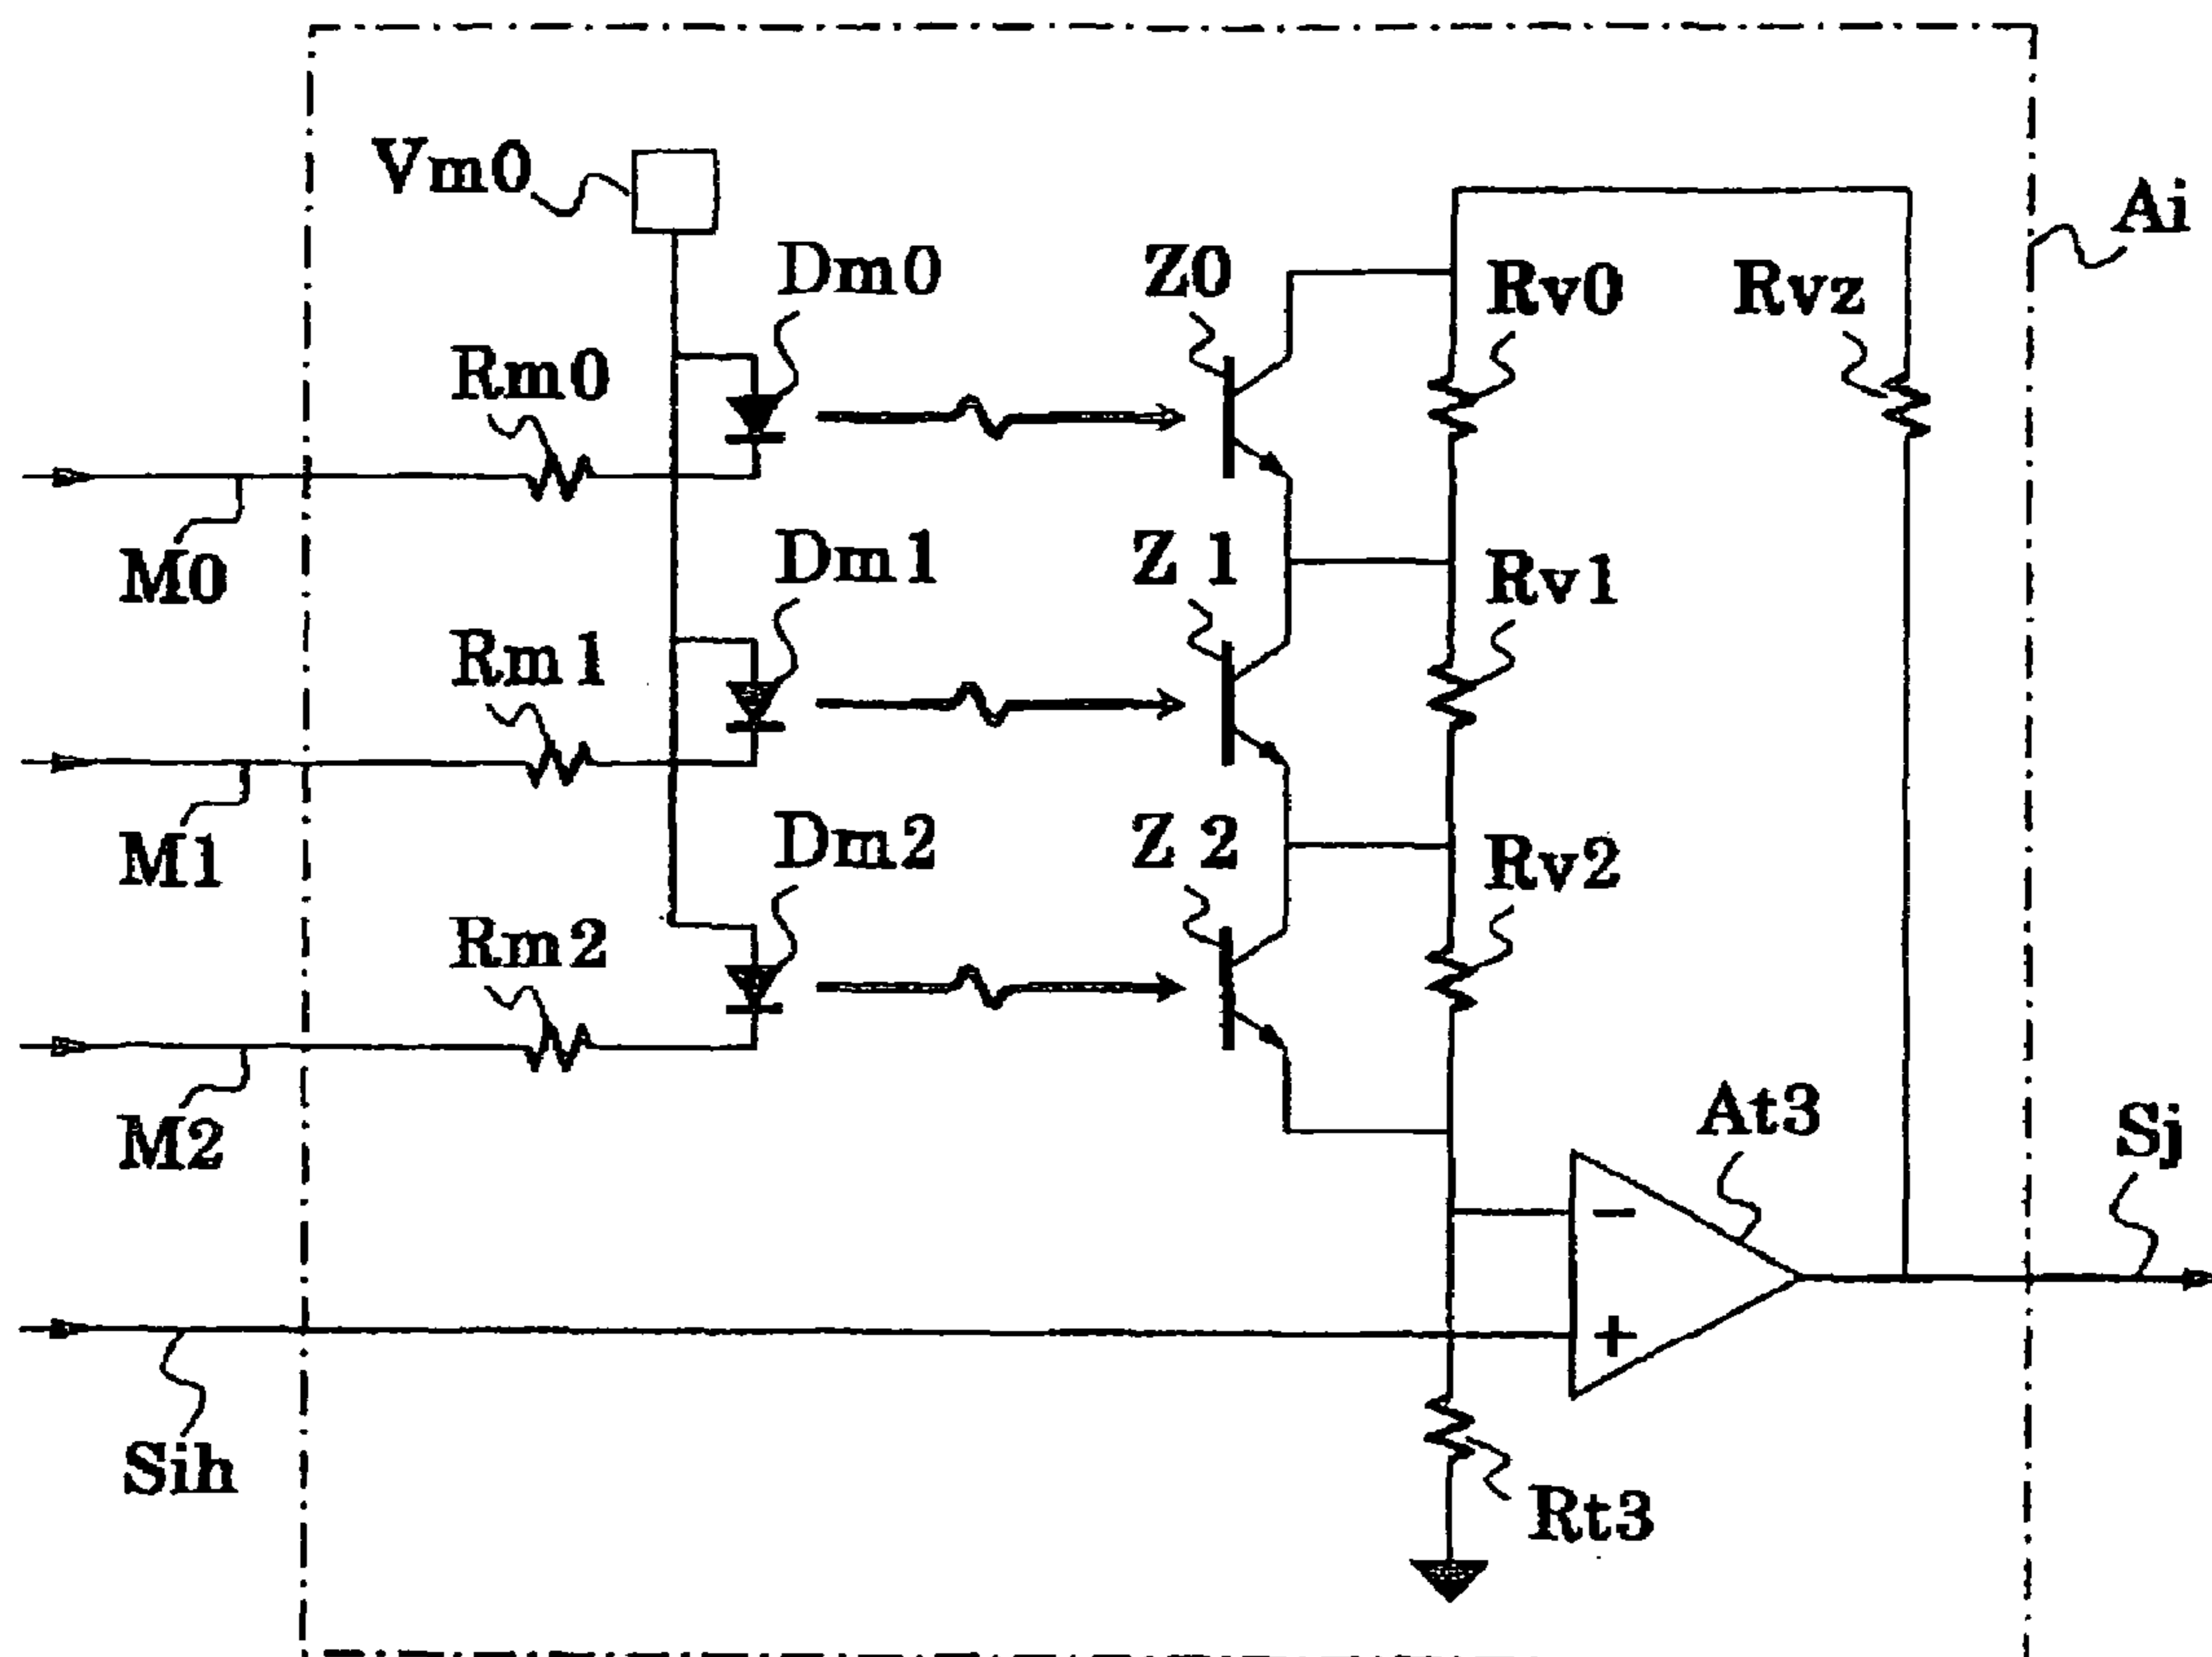 Vm0
Dm0
Z0
Rv0
Rvz
Ai
Rm0
M0
Dm1
Z 1
Rv1
Rm1
M1
Dm2
Z 2
Rv2
Rm2
M2
At3
Sj
−
+
Sih
Rt3